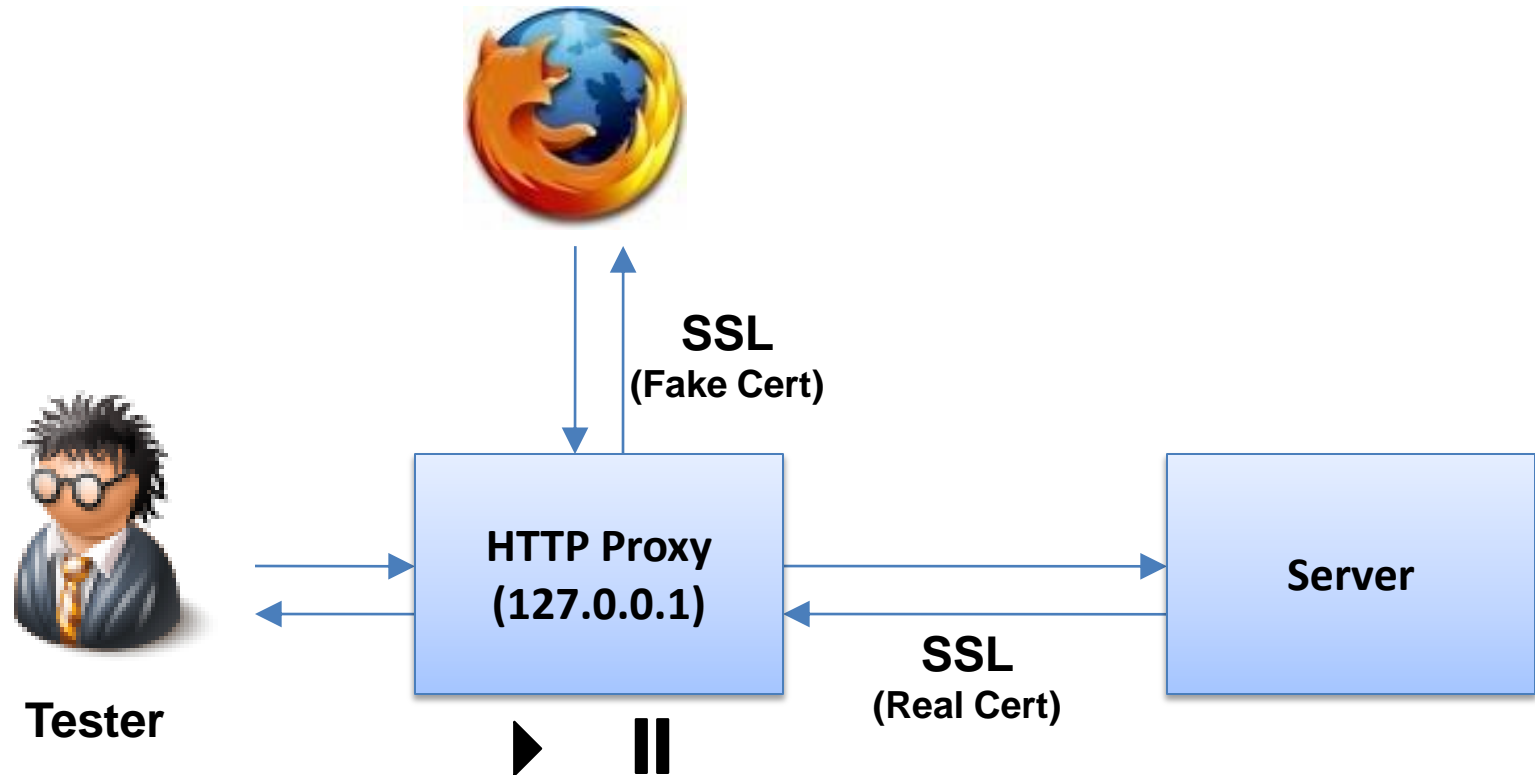 SSL
(Fake Cert)
HTTP Proxy
(127.0.0.1)
Server
SSL
(Real Cert)
Tester